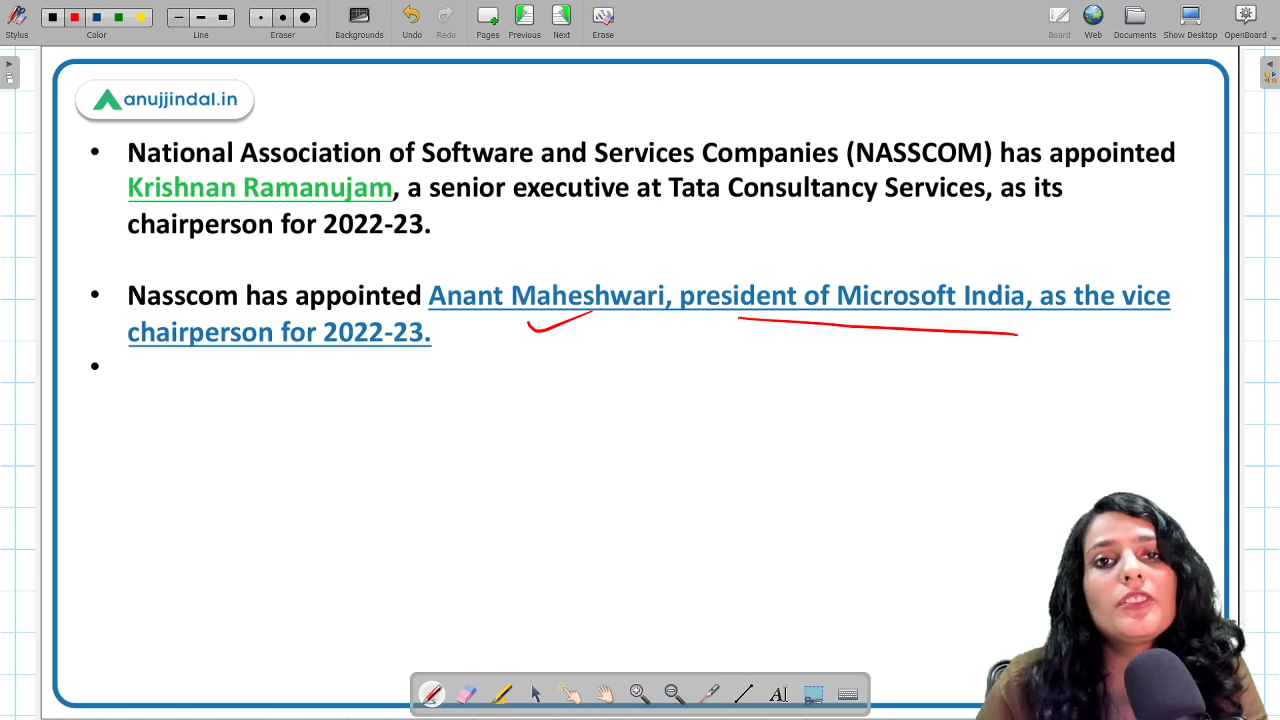 Stylus
Color
Line
Eraser
Backgrounds
Undo
Redo
Pages
Previous
Next
Erase
Board
Web
Documents
Show Desktop
OpenBoard
anujjindal.in
• National Association of Software and Services Companies (NASSCOM) has appointed
Krishnan Ramanujam, a senior executive at Tata Consultancy Services, as its
chairperson for 2022-23.
• Nasscom has appointed Anant Maheshwari, president of Microsoft India, as the vice
chairperson for 2022-23.
•
AI